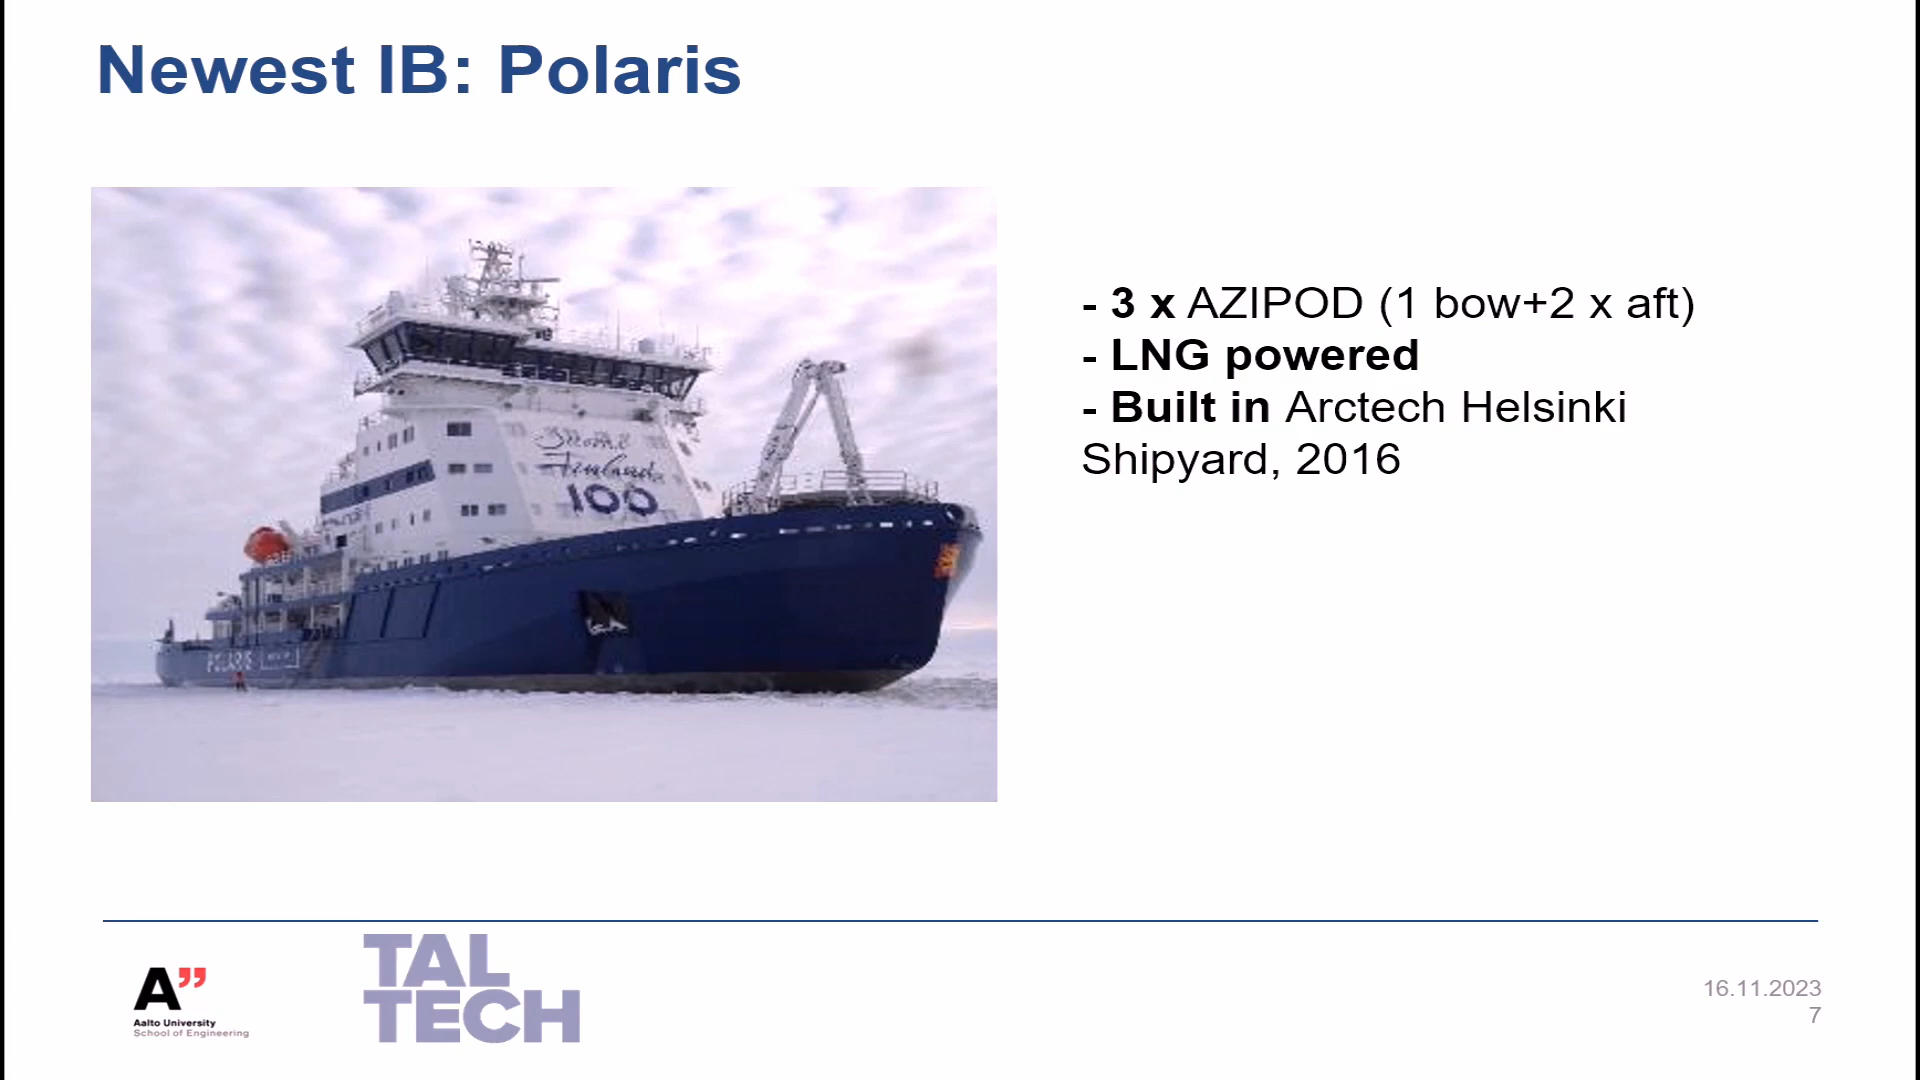 Newest IB: Polaris
Suomi
Finland
100
POLARIS
- 3 x AZIPOD (1 bow+2 x aft)
- LNG powered
- Built in Arctech Helsinki
Shipyard, 2016
A”
Aalto University
School of Engineering
TAL
TECH
16.11.2023
7